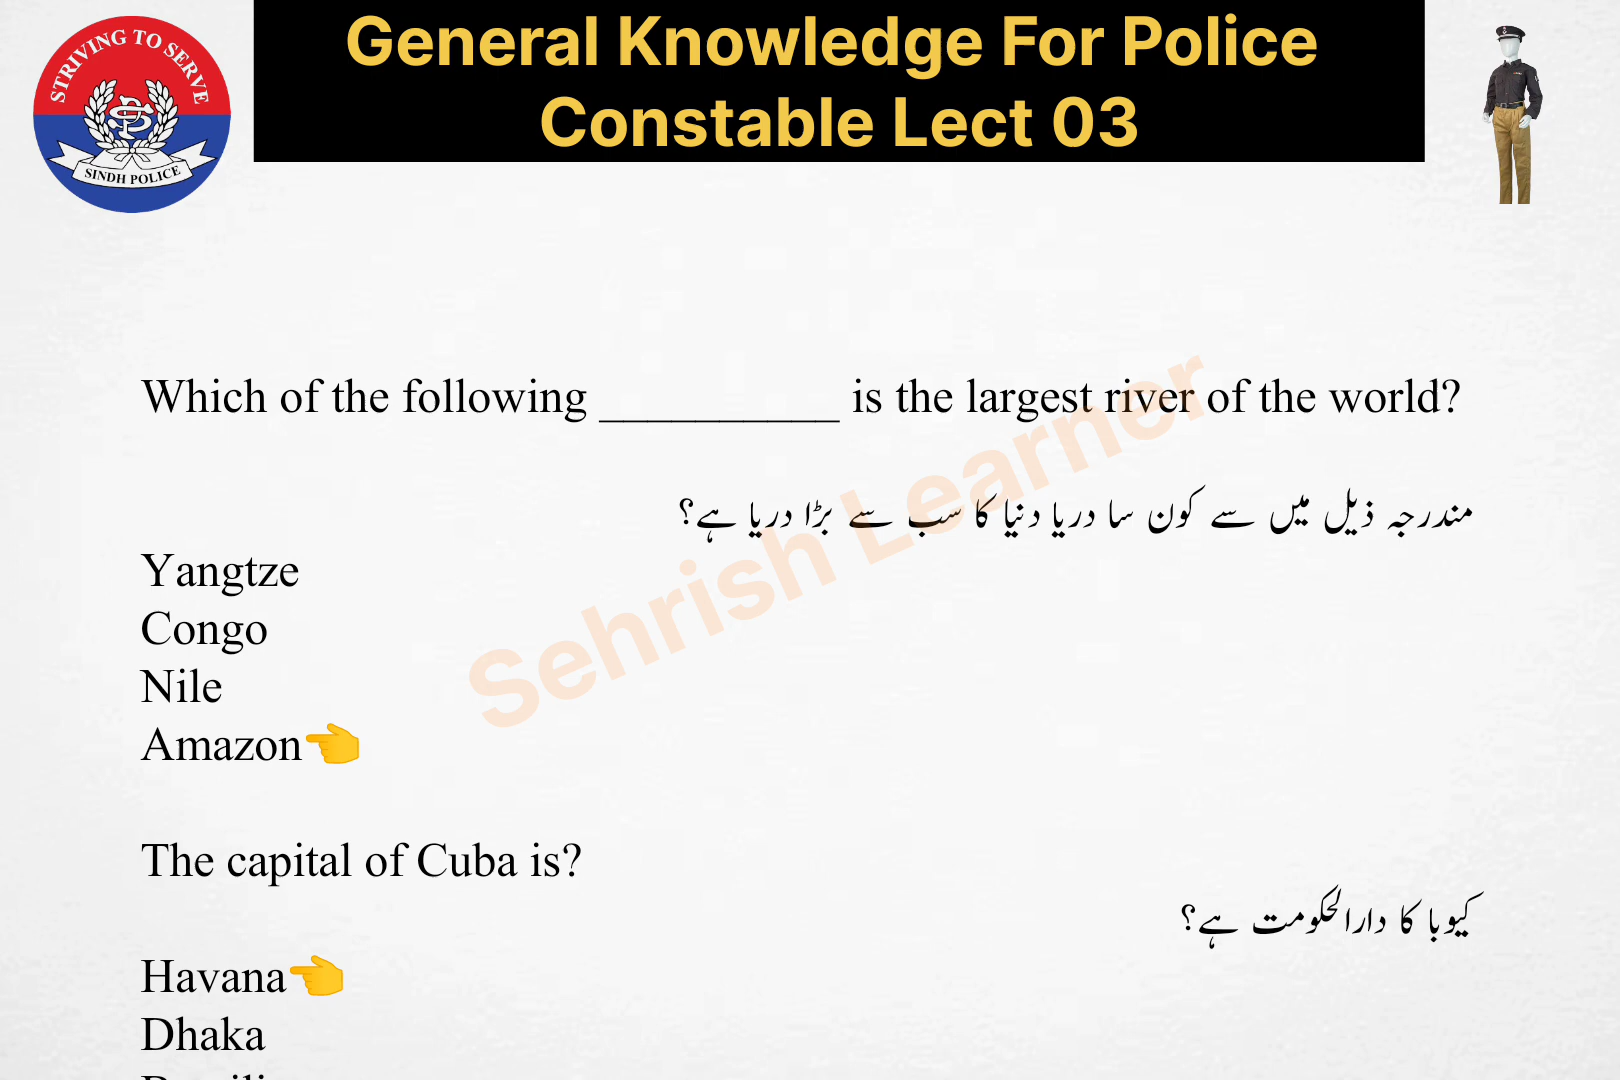 STRIVING TO SERVE
SINDH POLICE
General Knowledge For Police
Constable Lect 03
Which of the following __________ is the largest river of the world?
مندرجہ ذیل میں سے کون سا دریا دنیا کا سب سے بڑا دریا ہے؟
Yangtze
Congo
Nile
Amazon👈
The capital of Cuba is?
کیوبا کا دارالحکومت ہے؟
Havana👈
Dhaka
Sehrish Learner